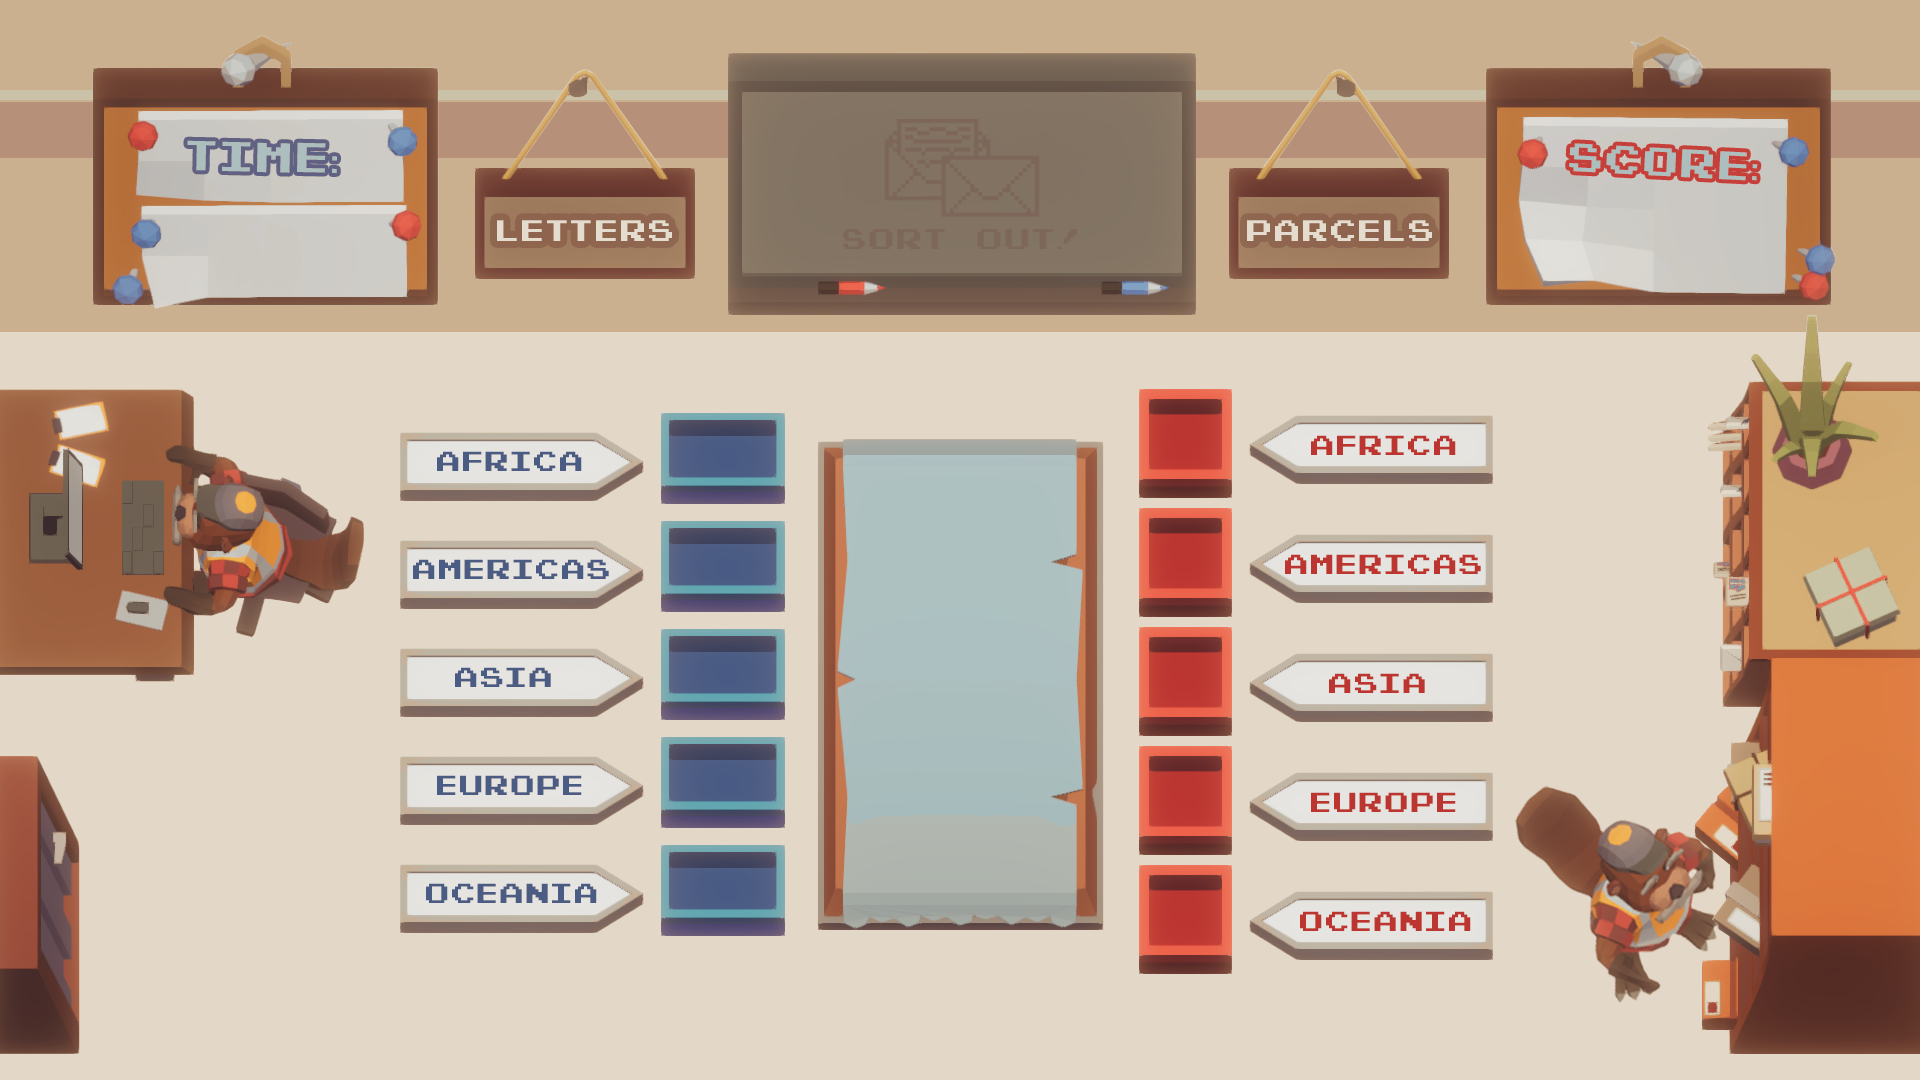 TIME:
LETTERS
SORT OUT!
PARCELS
SCORE:
AFRICA
AMERICAS
ASIA
EUROPE
OCEANIA
AFRICA
AMERICAS
ASIA
EUROPE
OCEANIA